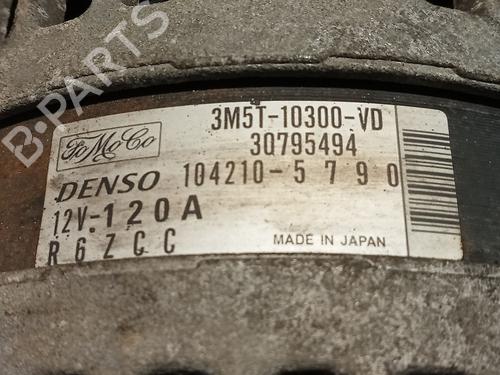 B-PARTS
3M5T-10300-VD
30795494
FoMoCo
DENSO 104210-5790
12V-120A
R6ZCC
MADE IN JAPAN